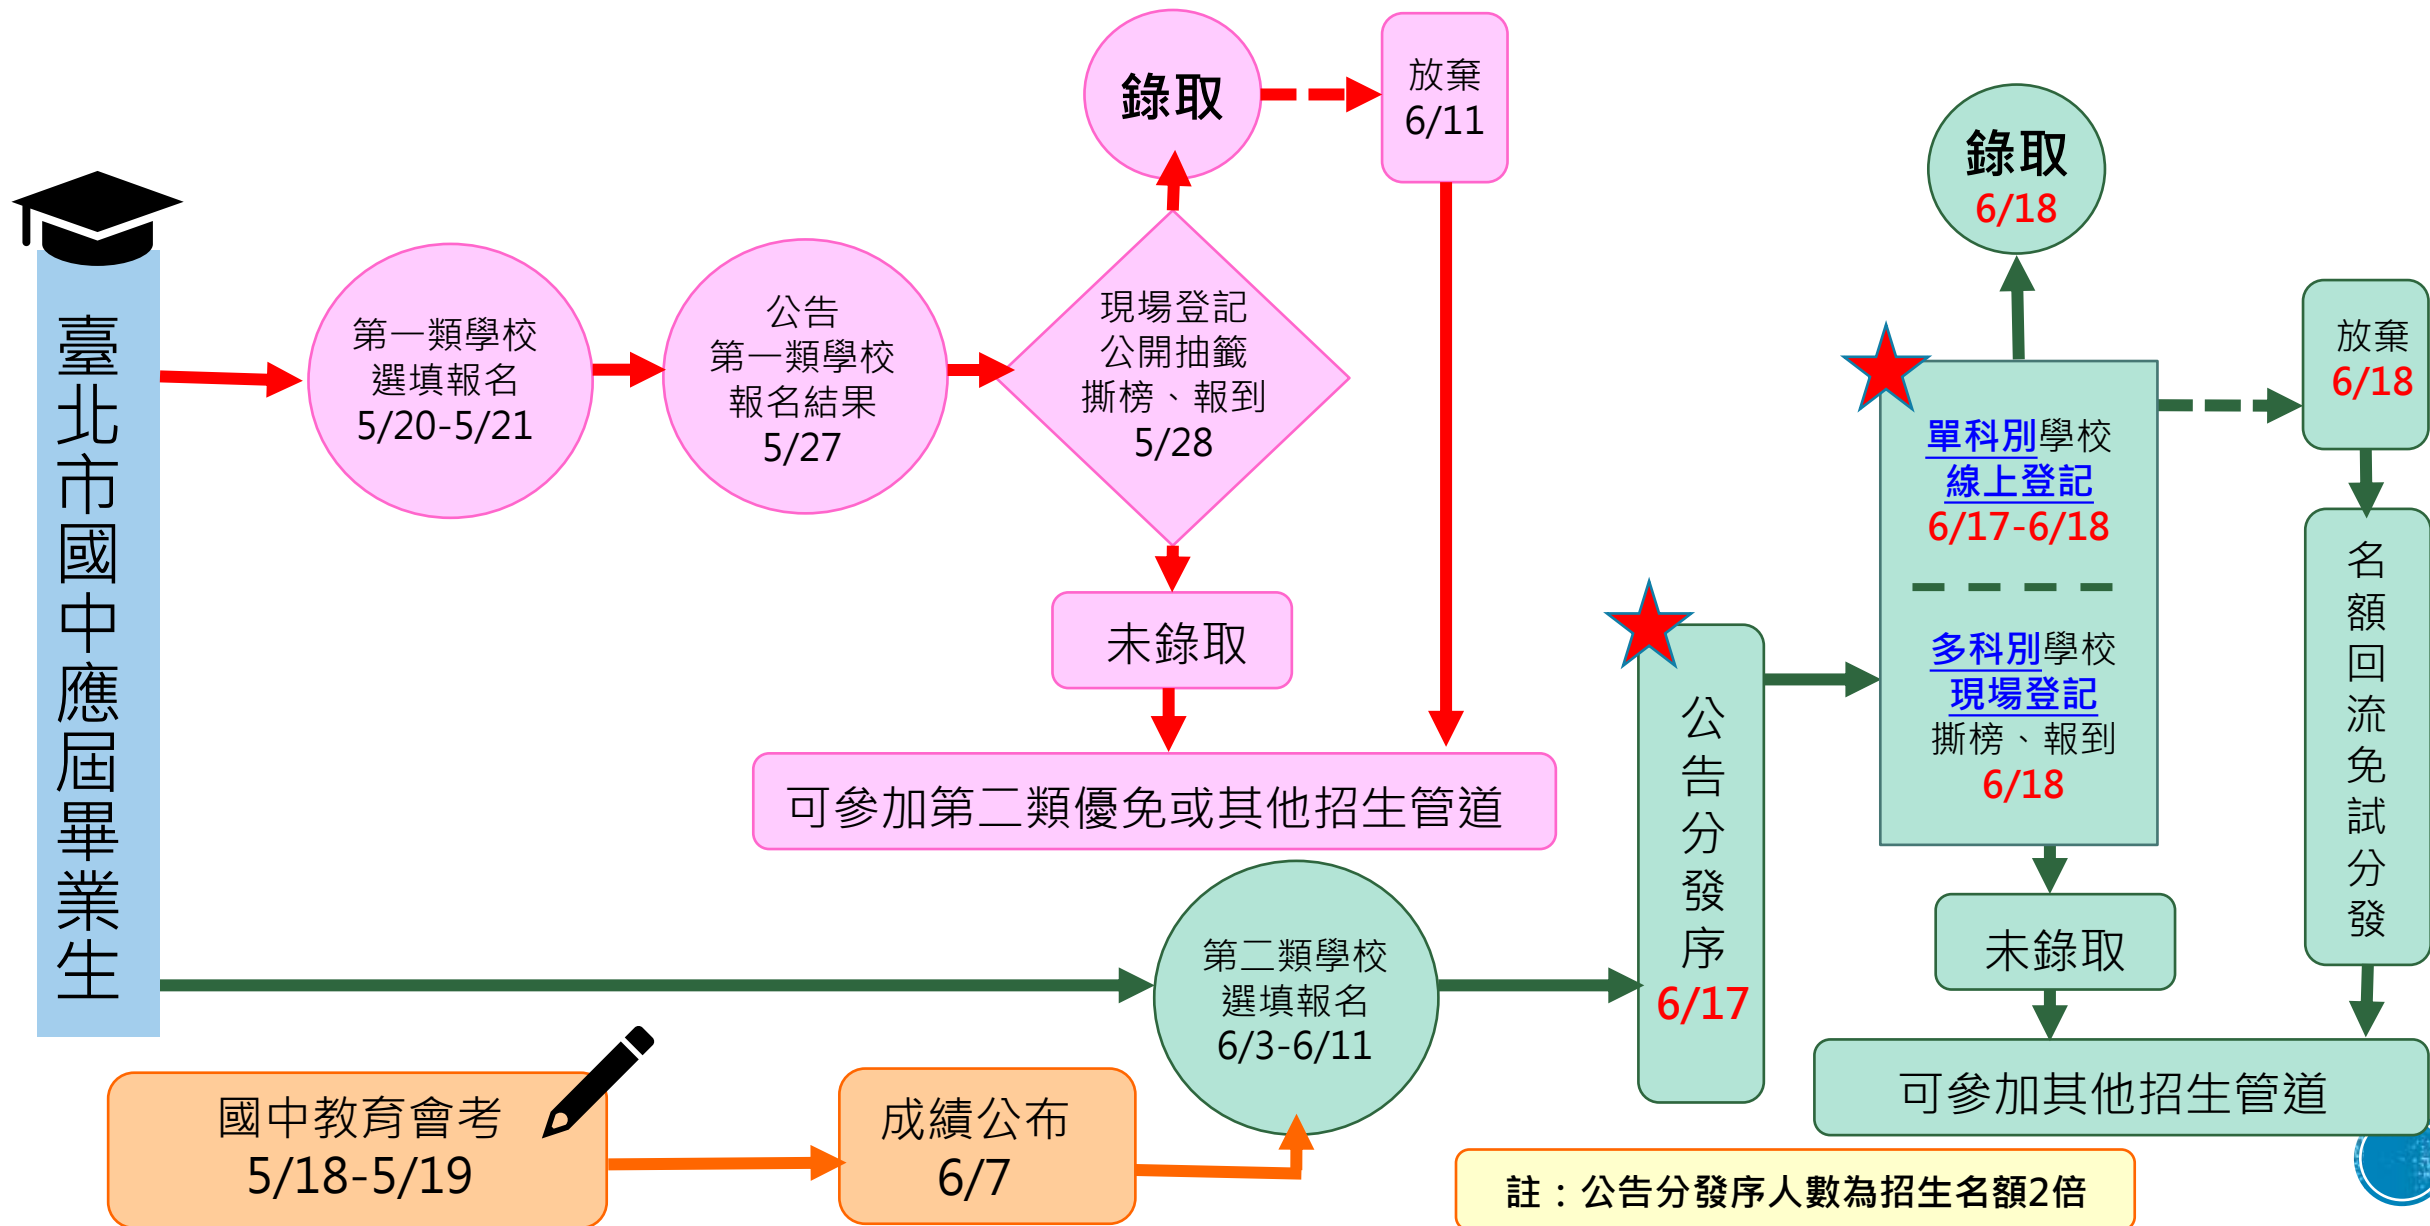 臺北市國中應屆畢業生
第一類學校
選填報名
5/20-5/21
公告
第一類學校
報名結果
5/27
現場登記
公開抽籤
撕榜、報到
5/28
錄取
放棄
6/11
未錄取
可參加第二類優免或其他招生管道
國中教育會考
5/18-5/19
成績公布
6/7
第二類學校
選填報名
6/3-6/11
公告分發序
6/17
單科別學校
線上登記
6/17-6/18
多科別學校
現場登記
撕榜、報到
6/18
錄取
6/18
放棄
6/18
名額回流免試分發
未錄取
可參加其他招生管道
註：公告分發序人數為招生名額2倍